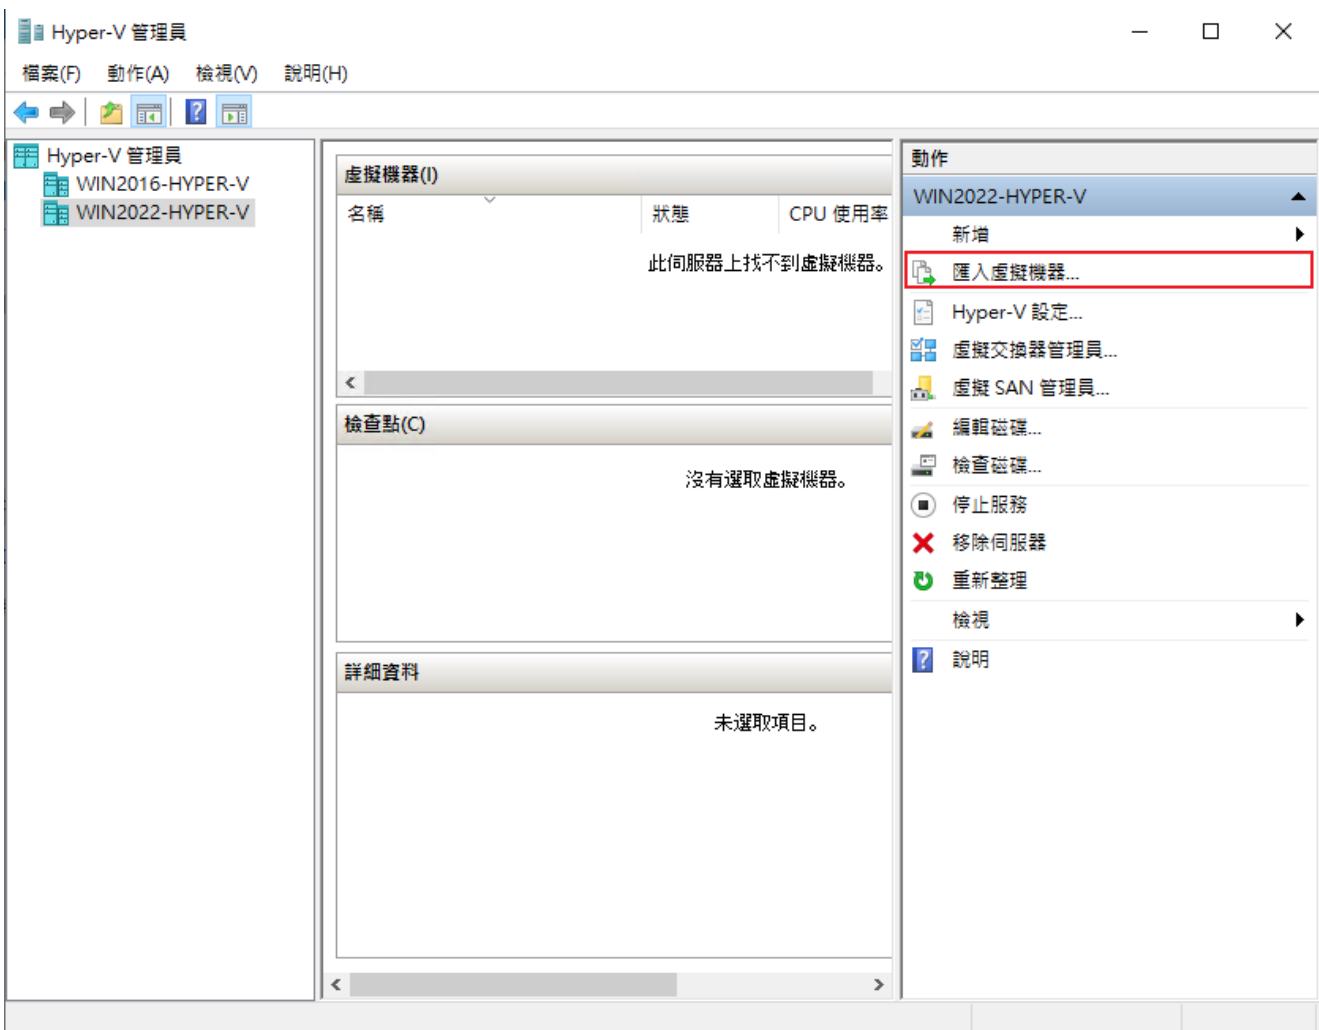 Hyper-V 管理員
檔案(F) 動作(A) 檢視(V) 說明(H)
Hyper-V 管理員
WIN2016-HYPER-V
WIN2022-HYPER-V
虛擬機器(I)
名稱 狀態 CPU 使用率
此伺服器上找不到虛擬機器。
檢查點(C)
沒有選取虛擬機器。
詳細資料
未選取項目。
動作
WIN2022-HYPER-V
新增
匯入虛擬機器...
Hyper-V 設定...
虛擬交換器管理員...
虛擬 SAN 管理員...
編輯磁碟...
檢查磁碟...
停止服務
移除伺服器
重新整理
檢視
說明